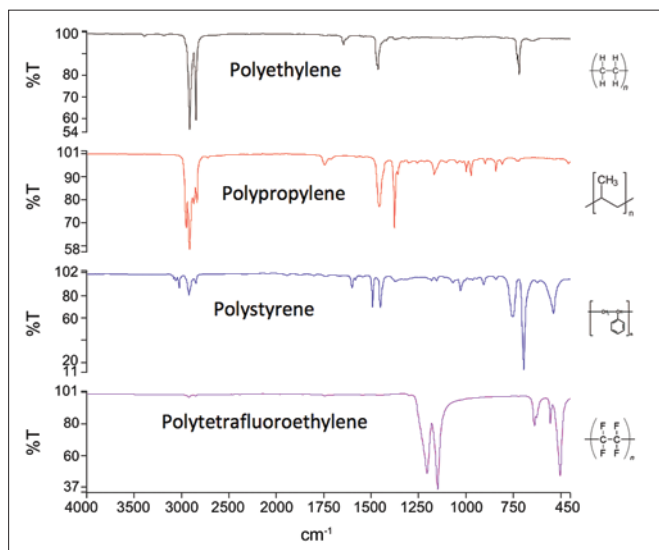 100
80
60
54
%T
Polyethylene
H H
C C
H H
n
101
90
80
70
58
%T
Polypropylene
CH₃
n
102
80
60
20
11
%T
Polystyrene
101
80
60
37
%T
Polytetrafluoroethylene
F F
C C
F F
n
4000 3500 3000 2500 2000 1750 1500 1250 1000 750 450
cm⁻¹